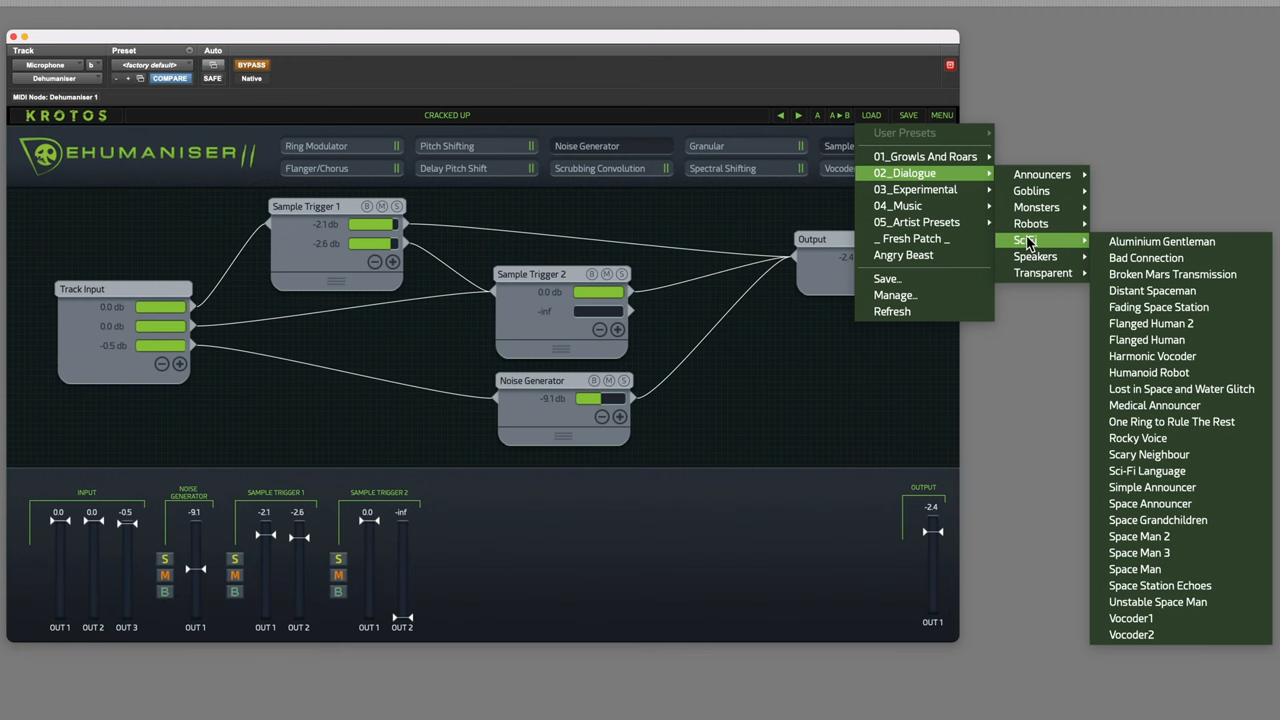 Track
Preset
Auto
Microphone
b
<factory default>
BYPASS
Dehumaniser
- +
COMPARE
SAFE
Native
MIDI Node: Dehumaniser 1
KROTOS
CRACKED UP
A
A►B
LOAD
SAVE
MENU
EHUMANISER II
Ring Modulator
Pitch Shifting
Noise Generator
Granular
Sample
Flanger/Chorus
Delay Pitch Shift
Scrubbing Convolution
Spectral Shifting
Vocode
User Presets
01_Growls And Roars
02_Dialogue
03_Experimental
04_Music
05_Artist Presets
_ Fresh Patch _
Angry Beast
Save...
Manage...
Refresh
Announcers
Goblins
Monsters
Robots
Speakers
Transparent
Aluminium Gentleman
Bad Connection
Broken Mars Transmission
Distant Spaceman
Fading Space Station
Flanged Human 2
Flanged Human
Harmonic Vocoder
Humanoid Robot
Lost in Space and Water Glitch
Medical Announcer
One Ring to Rule The Rest
Rocky Voice
Scary Neighbour
Sci-Fi Language
Simple Announcer
Space Announcer
Space Grandchildren
Space Man 2
Space Man 3
Space Man
Space Station Echoes
Unstable Space Man
Vocoder1
Vocoder2
Track Input
0.0 db
0.0 db
-0.5 db
Sample Trigger 1
B M S
-2.1 db
-2.6 db
Sample Trigger 2
B M S
0.0 db
-inf
Noise Generator
B M S
-9.1 db
Output
-2.4
INPUT
NOISE
GENERATOR
SAMPLE TRIGGER 1
SAMPLE TRIGGER 2
OUTPUT
0.0
0.0
-0.5
-9.1
-2.1
-2.6
0.0
-inf
-2.4
S
M
B
S
M
B
S
M
B
OUT 1
OUT 2
OUT 3
OUT 1
OUT 1
OUT 2
OUT 1
OUT 2
OUT 1